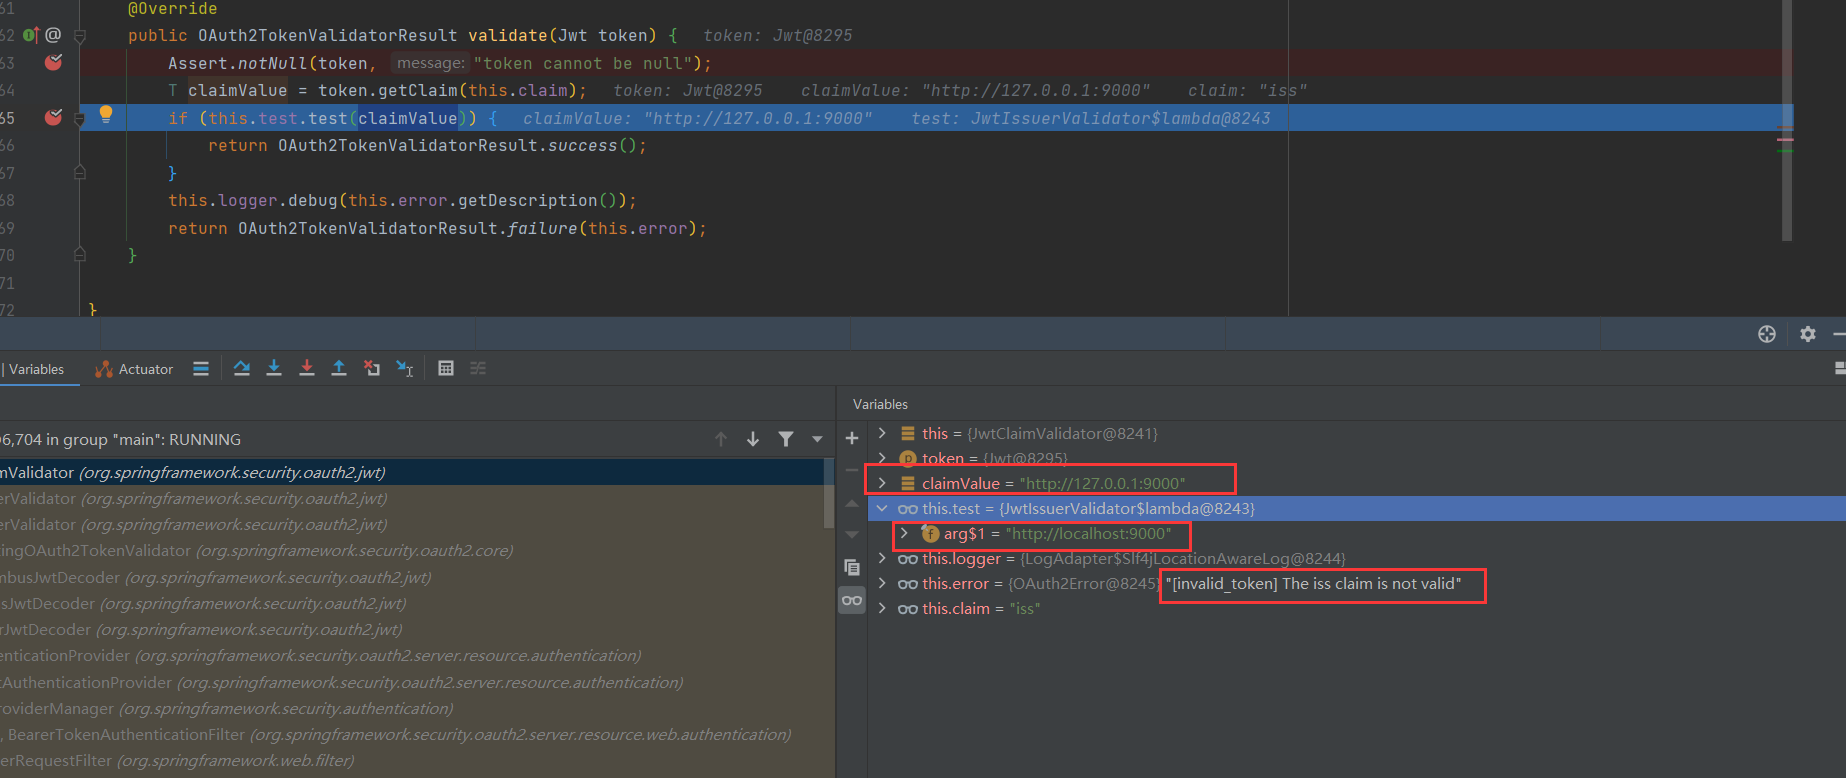 61 @Override
62 @ public OAuth2TokenValidatorResult validate(Jwt token) { token: Jwt@8295
63 Assert.notNull(token, message: "token cannot be null");
64 T claimValue = token.getClaim(this.claim); token: Jwt@8295 claimValue: "http://127.0.0.1:9000" claim: "iss"
65 if (this.test.test(claimValue)) { claimValue: "http://127.0.0.1:9000" test: JwtIssuerValidator$lambda@8243
66 return OAuth2TokenValidatorResult.success();
67 }
68 this.logger.debug(this.error.getDescription());
69 return OAuth2TokenValidatorResult.failure(this.error);
70 }
71
72 }
Variables Actuator
Variables
6,704 in group "main": RUNNING
mValidator (org.springframework.security.oauth2.jwt)
erValidator (org.springframework.security.oauth2.jwt)
erValidator (org.springframework.security.oauth2.jwt)
tingOAuth2TokenValidator (org.springframework.security.oauth2.core)
mbusJwtDecoder (org.springframework.security.oauth2.jwt)
sJwtDecoder (org.springframework.security.oauth2.jwt)
rJwtDecoder (org.springframework.security.oauth2.jwt)
enticationProvider (org.springframework.security.oauth2.server.resource.authentication)
tAuthenticationProvider (org.springframework.security.oauth2.server.resource.authentication)
roviderManager (org.springframework.security.authentication)
, BearerTokenAuthenticationFilter (org.springframework.security.oauth2.server.resource.web.authentication)
erRequestFilter (org.springframework.web.filter)
this = {JwtClaimValidator@8241}
p token = {Jwt@8295}
claimValue = "http://127.0.0.1:9000"
this.test = {JwtIssuerValidator$lambda@8243}
f arg$1 = "http://localhost:9000"
this.logger = {LogAdapter$Slf4jLocationAwareLog@8244}
this.error = {OAuth2Error@8245} "[invalid_token] The iss claim is not valid"
this.claim = "iss"